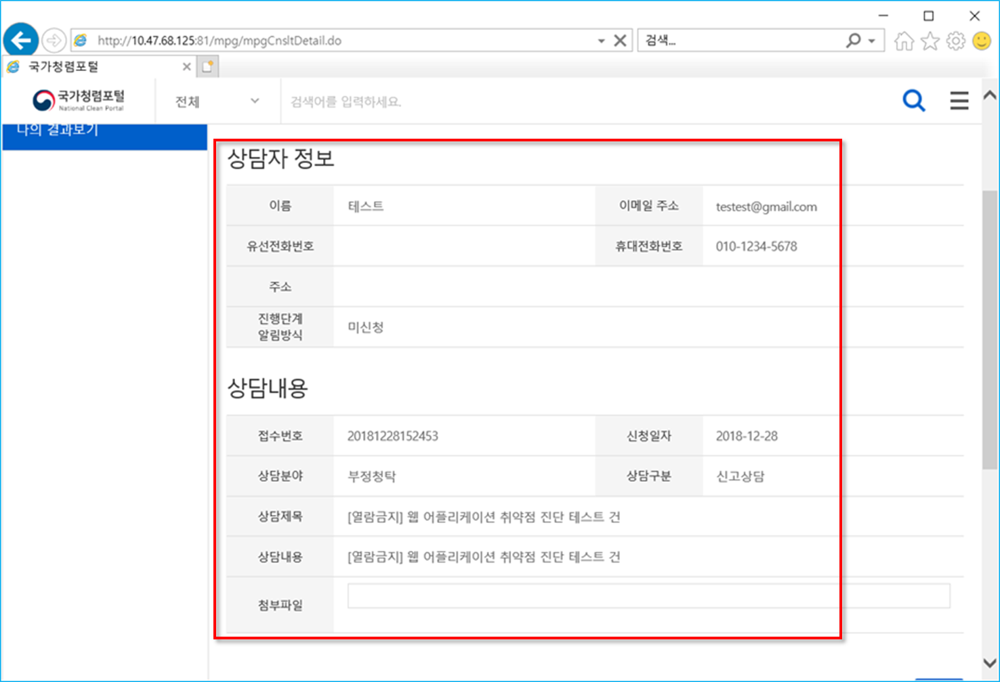 http://10.47.68.125:81/mpg/mpgCnsltDetail.do
검색...
국가청렴포털
국가청렴포털
National Clean Portal
전체
검색어를 입력하세요.
나의 결과보기
상담자 정보
이름 테스트 이메일 주소 testest@gmail.com
유선전화번호 휴대전화번호 010-1234-5678
주소
진행단계
알림방식
미신청
상담내용
접수번호 20181228152453 신청일자 2018-12-28
상담분야 부정청탁 상담구분 신고상담
상담제목 [열람금지] 웹 어플리케이션 취약점 진단 테스트 건
상담내용 [열람금지] 웹 어플리케이션 취약점 진단 테스트 건
첨부파일